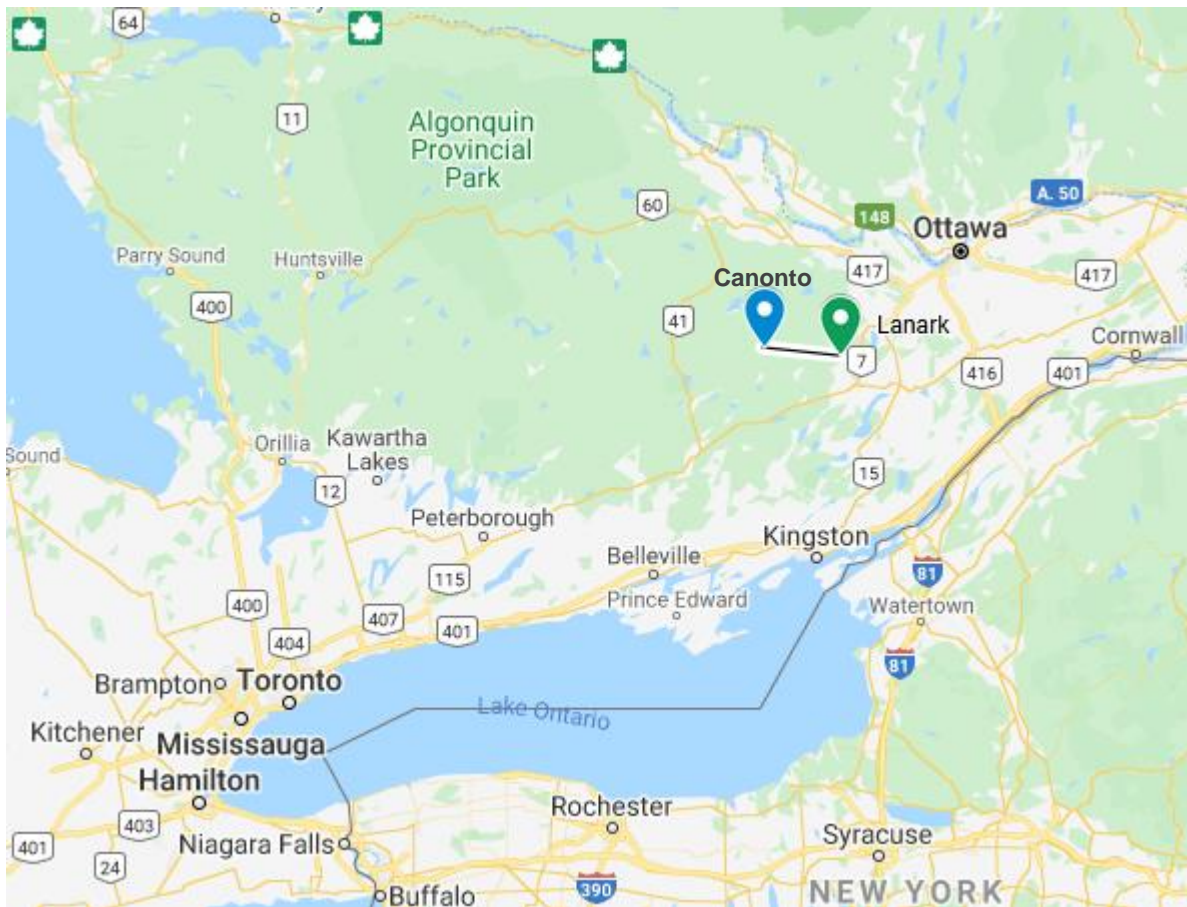 64
11
Algonquin
Provincial
Park
60
148
A. 50
Ottawa
417
417
Parry Sound
Huntsville
400
Canonto
41
Lanark
7
416
401
Cornwall
Sound
Orillia
Kawartha
Lakes
12
15
Peterborough
Kingston
Belleville
115
Prince Edward
81
Watertown
400
407
404
401
81
Brampton
Toronto
Lake Ontario
Kitchener
Mississauga
Hamilton
403
Rochester
401
24
Niagara Falls
Syracuse
390
Buffalo
NEW YORK